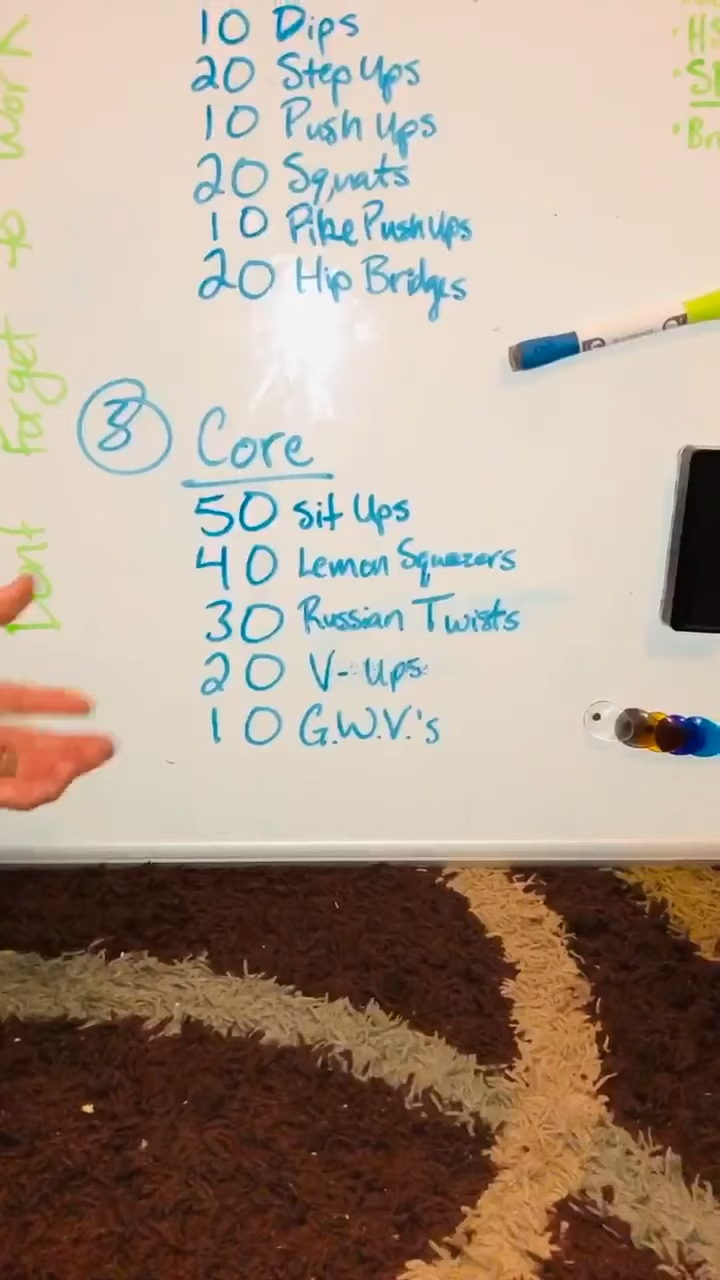 10 Dips
20 Step Ups
10 Push Ups
20 Squats
10 Pike Push Ups
20 Hip Bridges
3 Core
50 Sit Ups
40 Lemon Squeezers
30 Russian Twists
20 V-Ups
10 G.W.V.'s
Dont Forget to Work